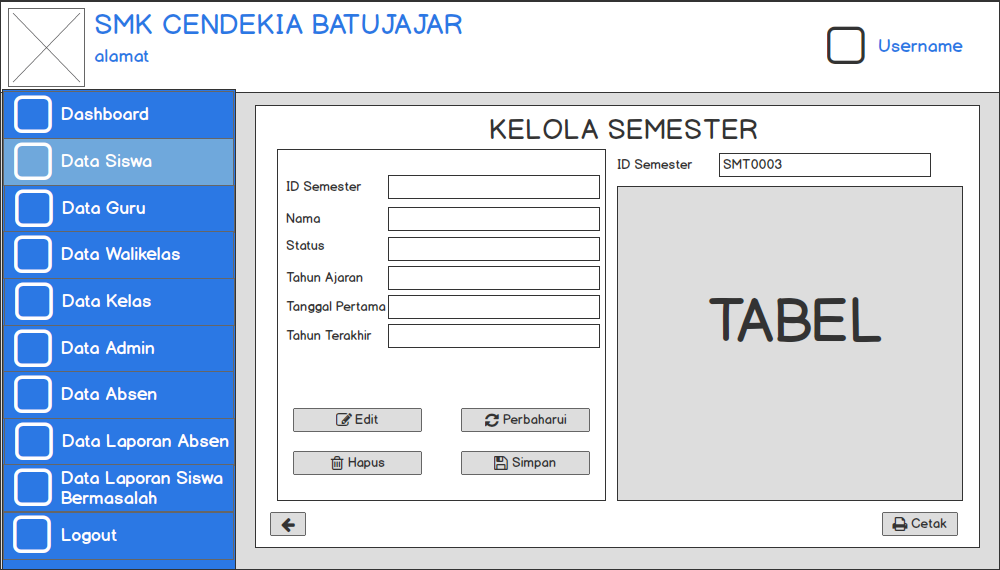 SMK CENDEKIA BATUJAJAR
alamat
Username
Dashboard
Data Siswa
Data Guru
Data Walikelas
Data Kelas
Data Admin
Data Absen
Data Laporan Absen
Data Laporan Siswa
Bermasalah
Logout
KELOLA SEMESTER
ID Semester
Nama
Status
Tahun Ajaran
Tanggal Pertama
Tahun Terakhir
Edit
Perbaharui
Hapus
Simpan
ID Semester SMT0003
TABEL
Cetak